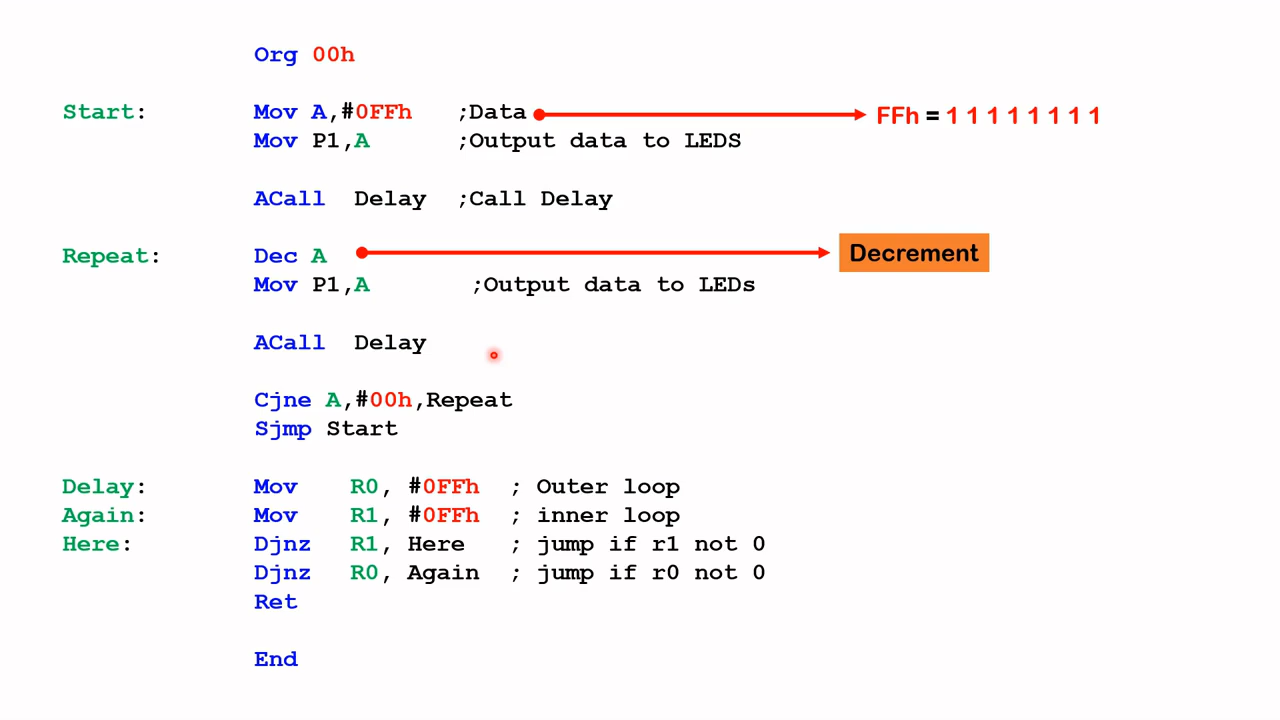 Org 00h
Start: Mov A,#0FFh ;Data FFh = 1 1 1 1 1 1 1 1
Mov P1,A ;Output data to LEDS
ACall Delay ;Call Delay
Repeat: Dec A Decrement
Mov P1,A ;Output data to LEDs
ACall Delay
Cjne A,#00h,Repeat
Sjmp Start
Delay: Mov R0, #0FFh ; Outer loop
Again: Mov R1, #0FFh ; inner loop
Here: Djnz R1, Here ; jump if r1 not 0
Djnz R0, Again ; jump if r0 not 0
Ret
End